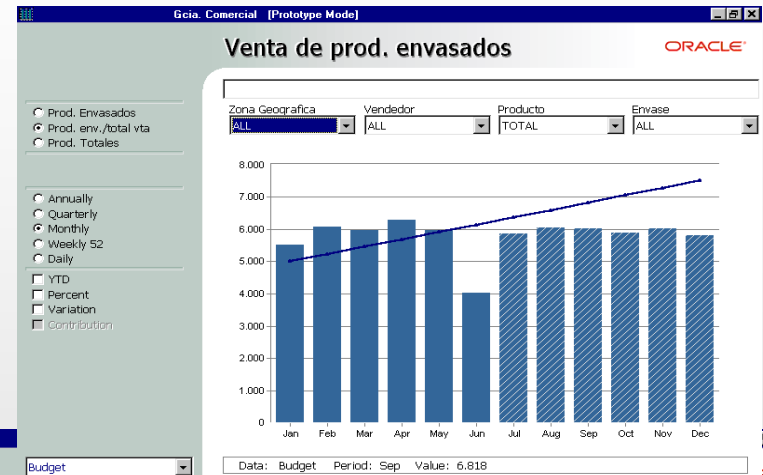 Gcia. Comercial [Prototype Mode]
Venta de prod. envasados
ORACLE
Prod. Envasados
Prod. env./total vta
Prod. Totales
Annually
Quarterly
Monthly
Weekly 52
Daily
YTD
Percent
Variation
Contribution
Budget
Zona Geografica Vendedor Producto Envase
ALL ALL TOTAL ALL
8.000
7.000
6.000
5.000
4.000
3.000
2.000
1.000
0
Jan Feb Mar Apr May Jun Jul Aug Sep Oct Nov Dec
Data: Budget Period: Sep Value: 6.818